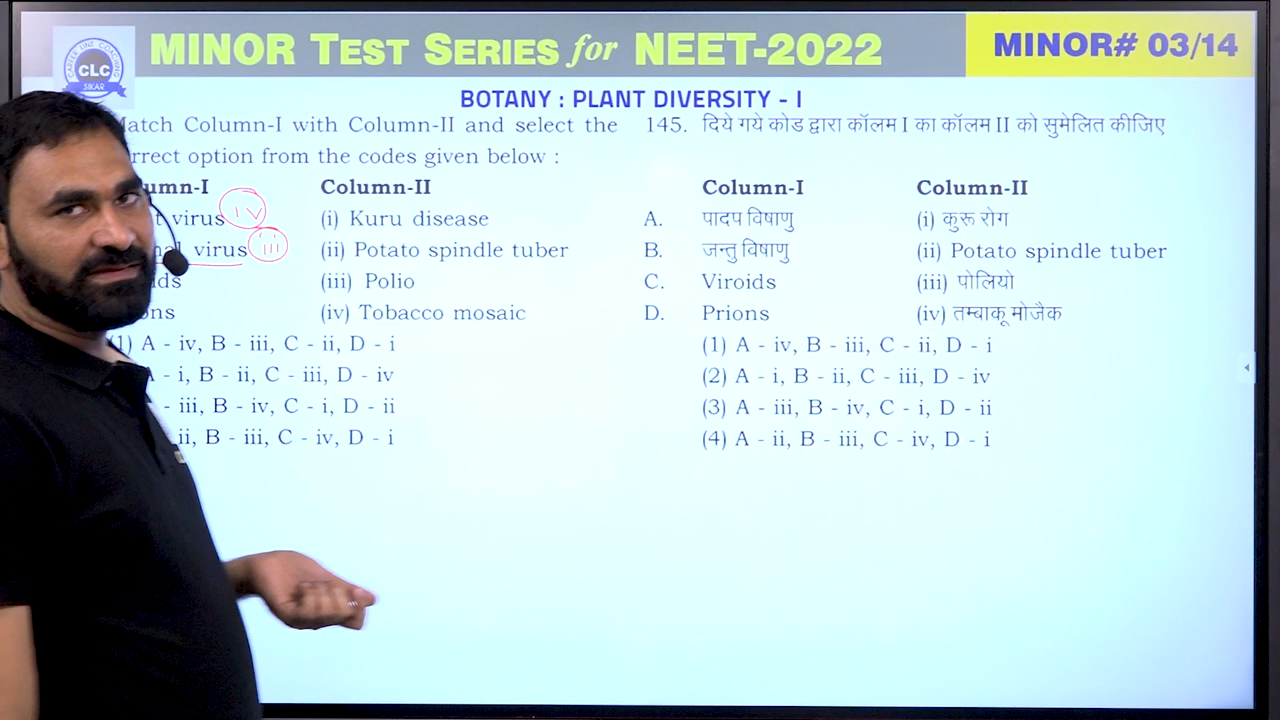 CAREER LINE COACHING
CLC
SIKAR
MINOR TEST SERIES for NEET-2022
MINOR# 03/14
BOTANY : PLANT DIVERSITY - I
Match Column-I with Column-II and select the
rrect option from the codes given below :
umn-I Column-II
t virus IV (i) Kuru disease
nal virus iii (ii) Potato spindle tuber
ids (iii) Polio
ons (iv) Tobacco mosaic
(1) A - iv, B - iii, C - ii, D - i
A - i, B - ii, C - iii, D - iv
- iii, B - iv, C - i, D - ii
ii, B - iii, C - iv, D - i
145. दिये गये कोड द्वारा कॉलम I का कॉलम II को सुमेलित कीजिए
Column-I Column-II
A. पादप विषाणु (i) कुरू रोग
B. जन्तु विषाणु (ii) Potato spindle tuber
C. Viroids (iii) पोलियो
D. Prions (iv) तम्बाकू मोजैक
(1) A - iv, B - iii, C - ii, D - i
(2) A - i, B - ii, C - iii, D - iv
(3) A - iii, B - iv, C - i, D - ii
(4) A - ii, B - iii, C - iv, D - i